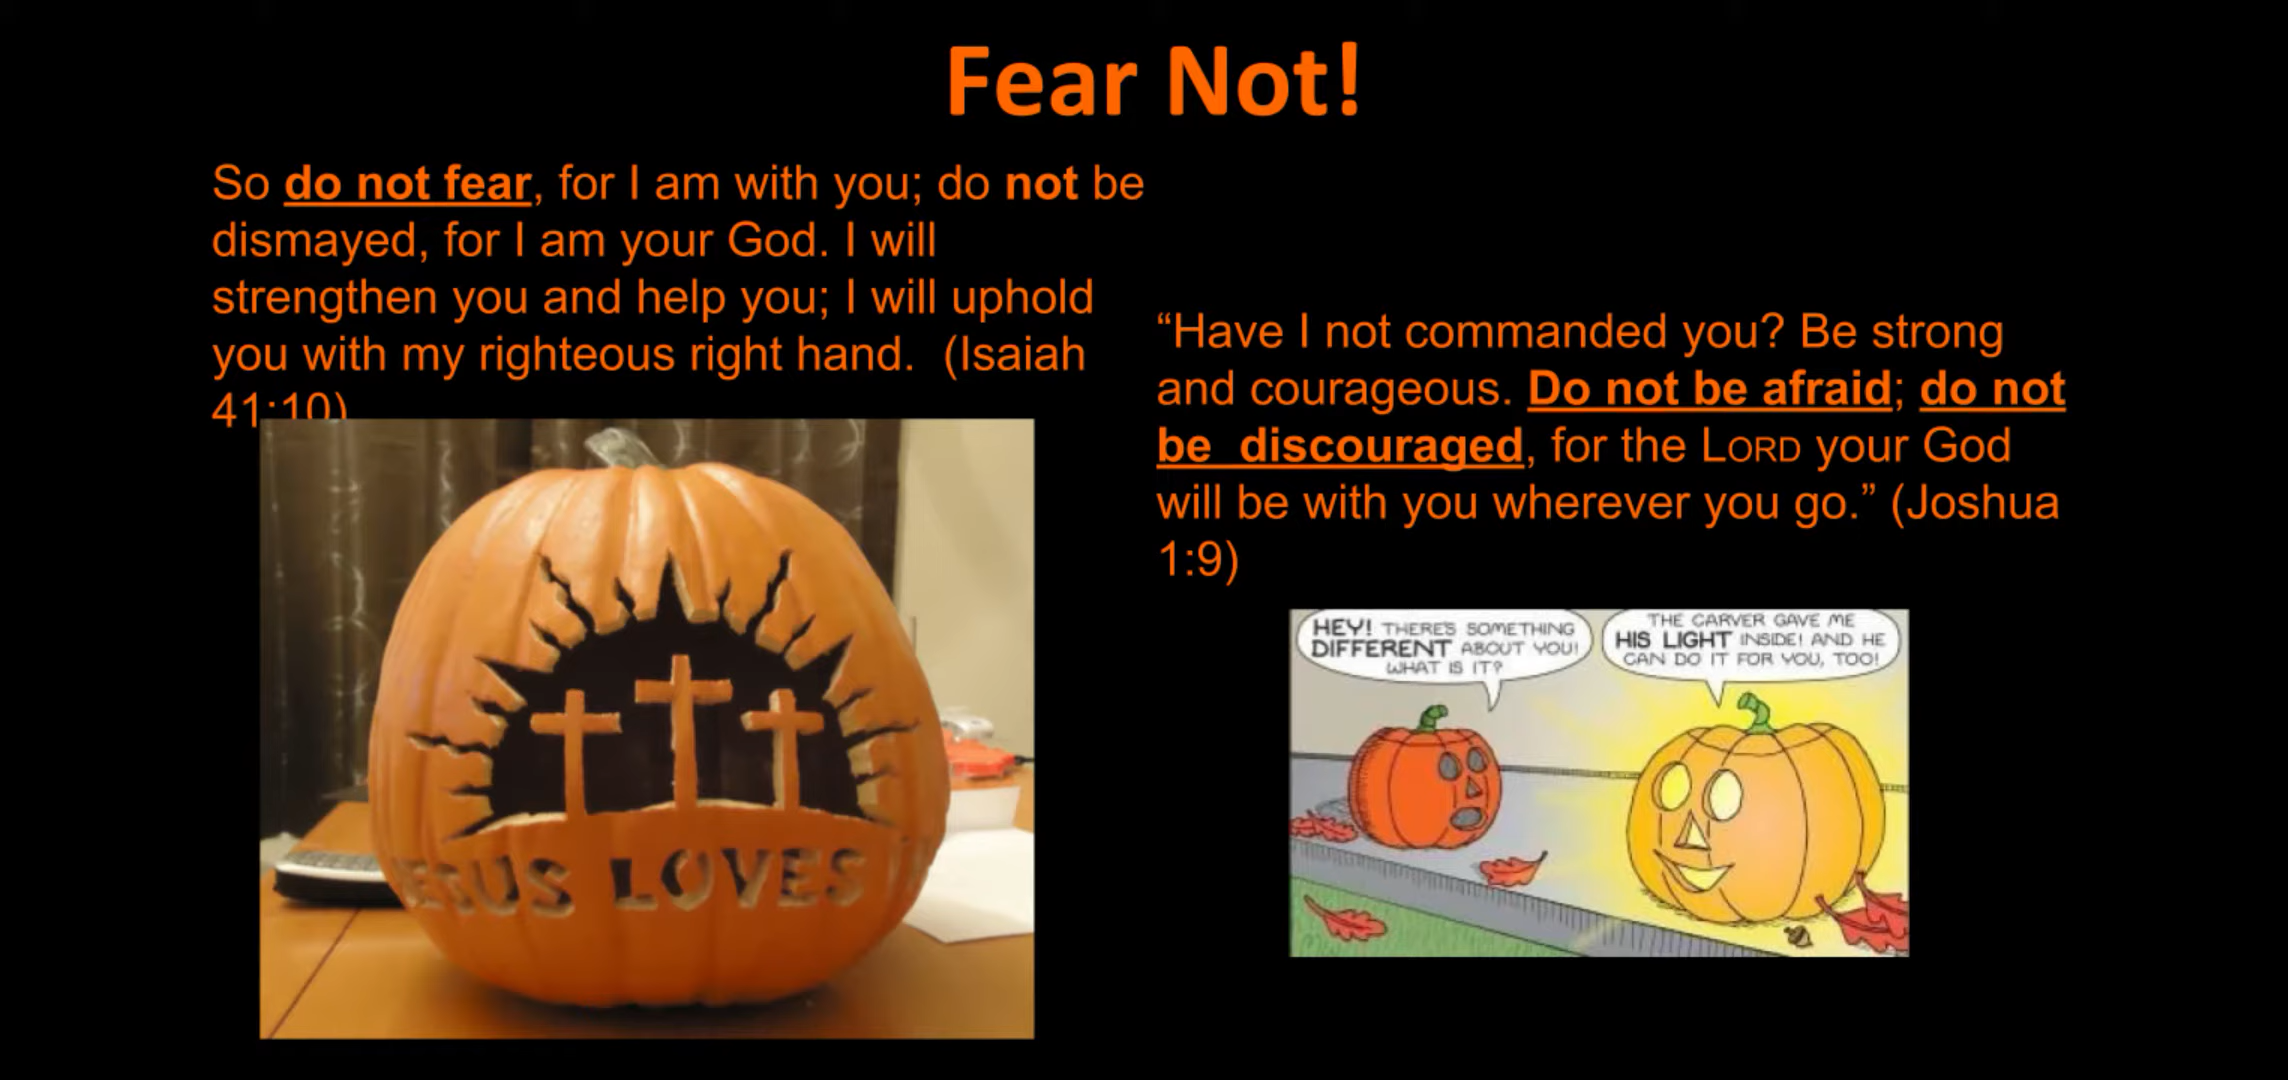 Fear Not!
So do not fear, for I am with you; do not be
dismayed, for I am your God. I will
strengthen you and help you; I will uphold
you with my righteous right hand.  (Isaiah
41:10)
“Have I not commanded you? Be strong
and courageous. Do not be afraid; do not
be  discouraged, for the LORD your God
will be with you wherever you go.” (Joshua
1:9)
HEY! THERE'S SOMETHING
DIFFERENT ABOUT YOU!
WHAT IS IT?
THE CARVER GAVE ME
HIS LIGHT INSIDE! AND HE
CAN DO IT FOR YOU, TOO!
JESUS LOVES